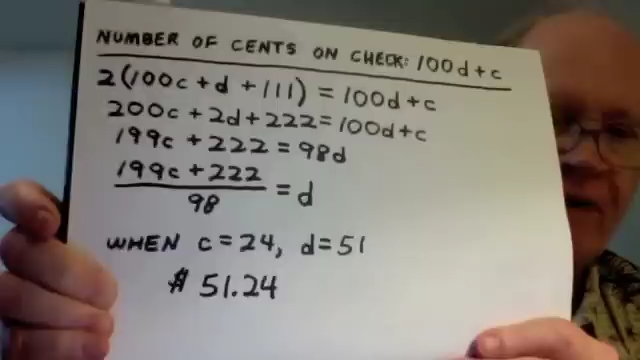 NUMBER OF CENTS ON CHECK: 100d+c
2(100c+d+111)=100d+c
200c+2d+222=100d+c
199c+222=98d
199c+222
98
=d
WHEN c=24, d=51
$51.24